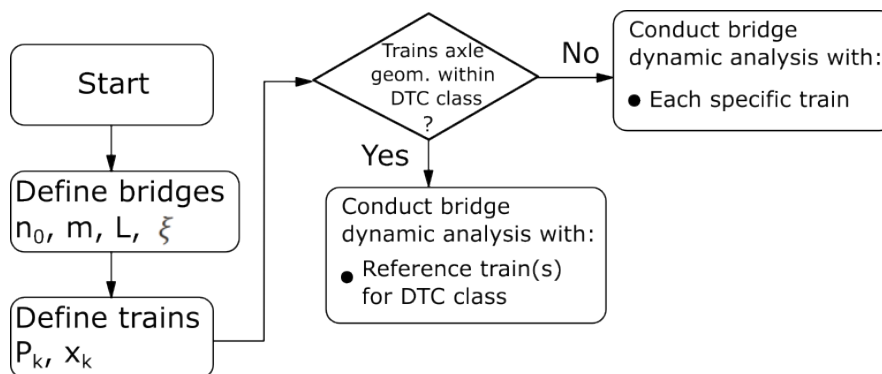 Start
Define bridges
n₀, m, L, ξ
Define trains
Pₖ, xₖ
Trains axle
geom. within
DTC class
?
No
Conduct bridge
dynamic analysis with:
● Each specific train
Yes
Conduct bridge
dynamic analysis with:
● Reference train(s)
for DTC class